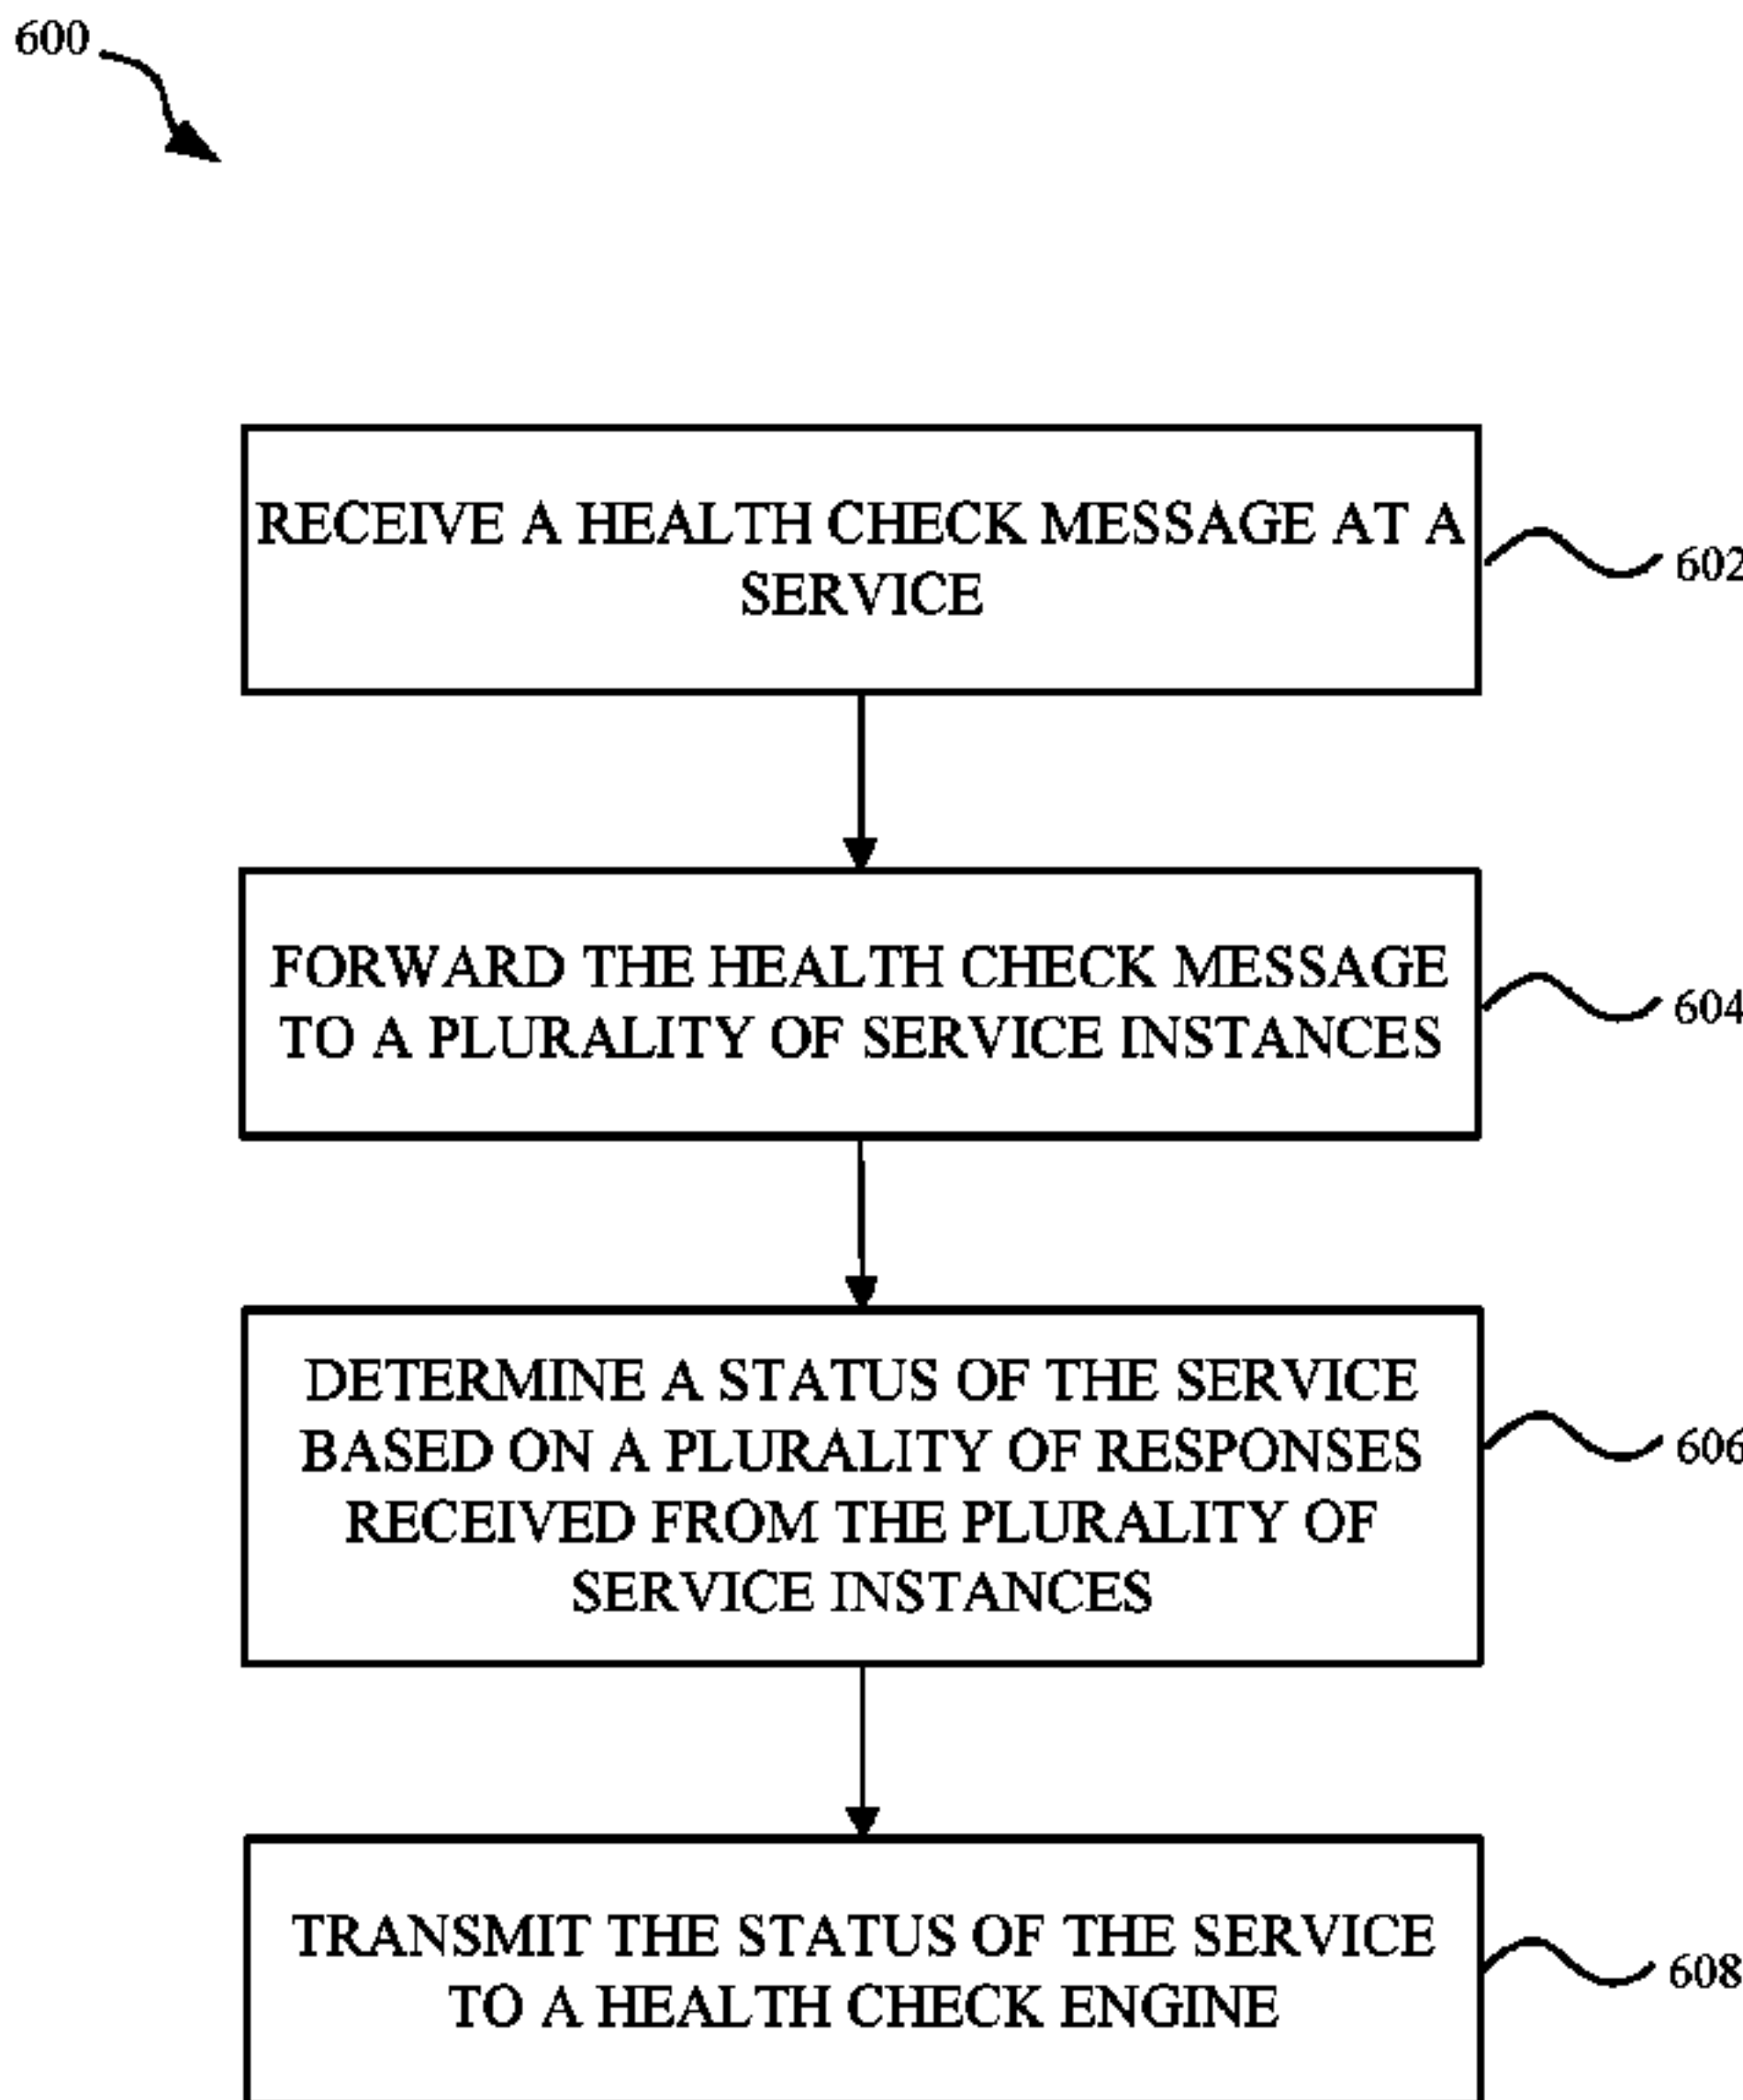 600
RECEIVE A HEALTH CHECK MESSAGE AT A
SERVICE
602
FORWARD THE HEALTH CHECK MESSAGE
TO A PLURALITY OF SERVICE INSTANCES
604
DETERMINE A STATUS OF THE SERVICE
BASED ON A PLURALITY OF RESPONSES
RECEIVED FROM THE PLURALITY OF
SERVICE INSTANCES
606
TRANSMIT THE STATUS OF THE SERVICE
TO A HEALTH CHECK ENGINE
608